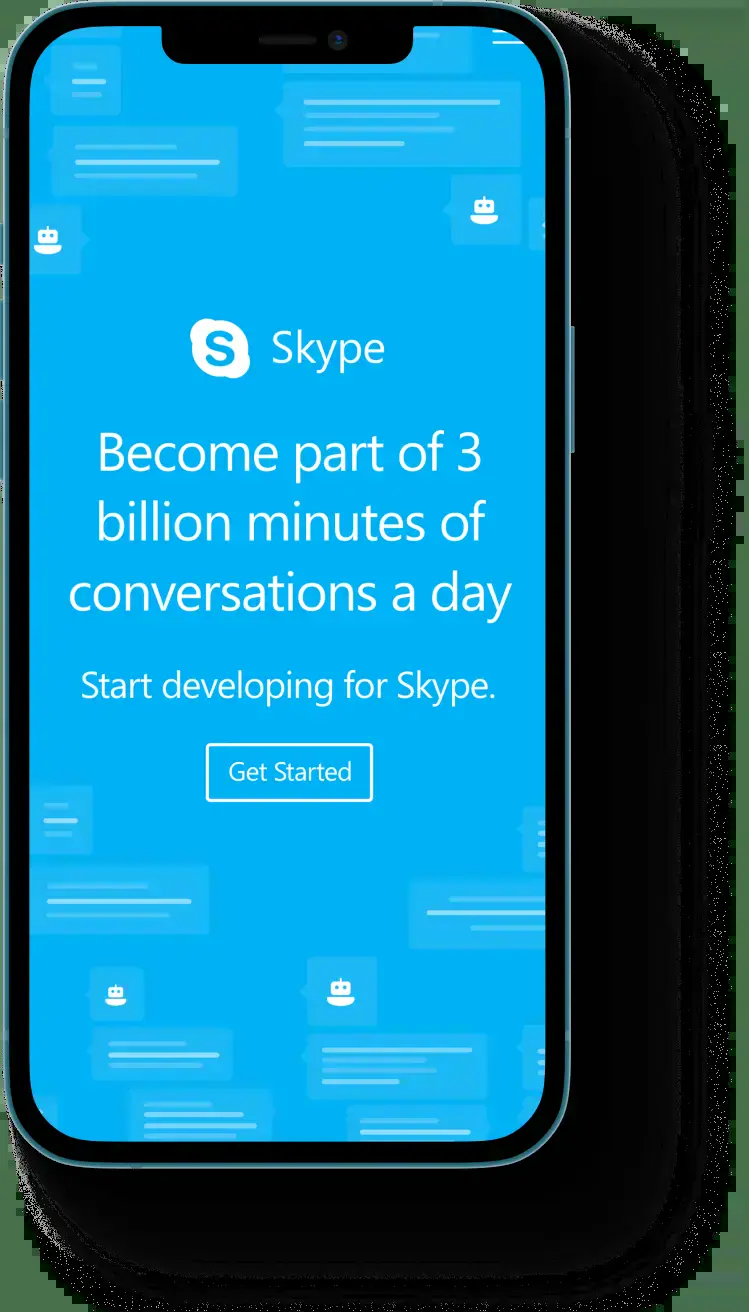 Skype
Become part of 3
billion minutes of
conversations a day
Start developing for Skype.
Get Started